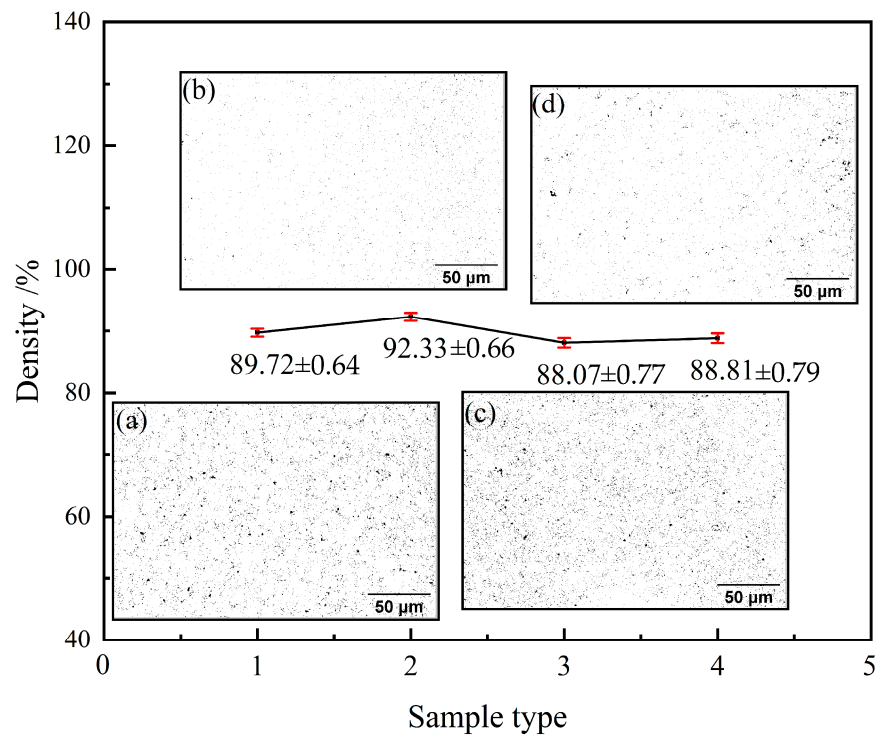 140
120
100
80
60
40
Density /%
(b)
50 µm
(d)
50 µm
89.72±0.64
92.33±0.66
88.07±0.77
88.81±0.79
(a)
50 µm
(c)
50 µm
0 1 2 3 4 5
Sample type